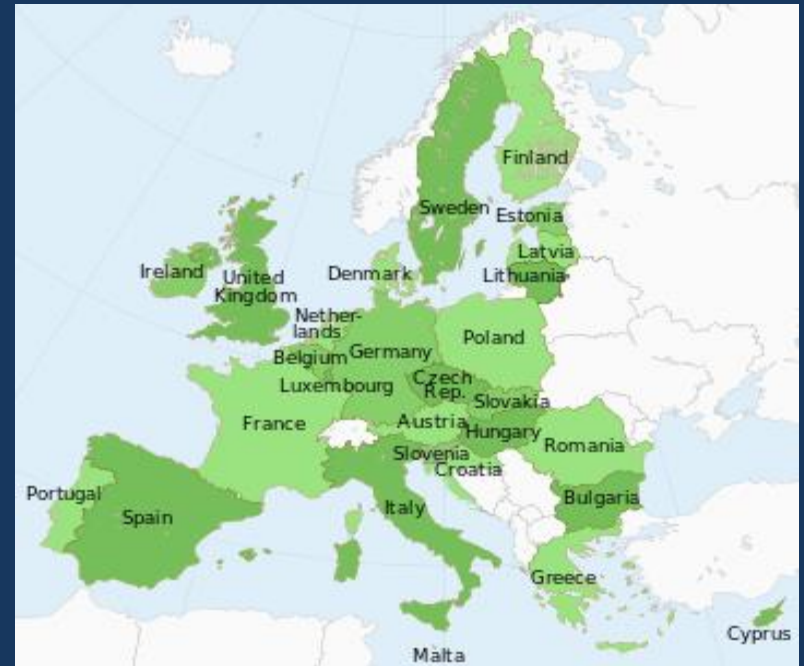 Finland
Sweden
Estonia
Latvia
Lithuania
Ireland
United
Kingdom
Denmark
Nether-
lands
Poland
Belgium
Germany
Luxembourg
Czech
Rep.
Slovakia
France
Austria
Hungary
Romania
Slovenia
Croatia
Portugal
Spain
Italy
Bulgaria
Greece
Cyprus
Malta